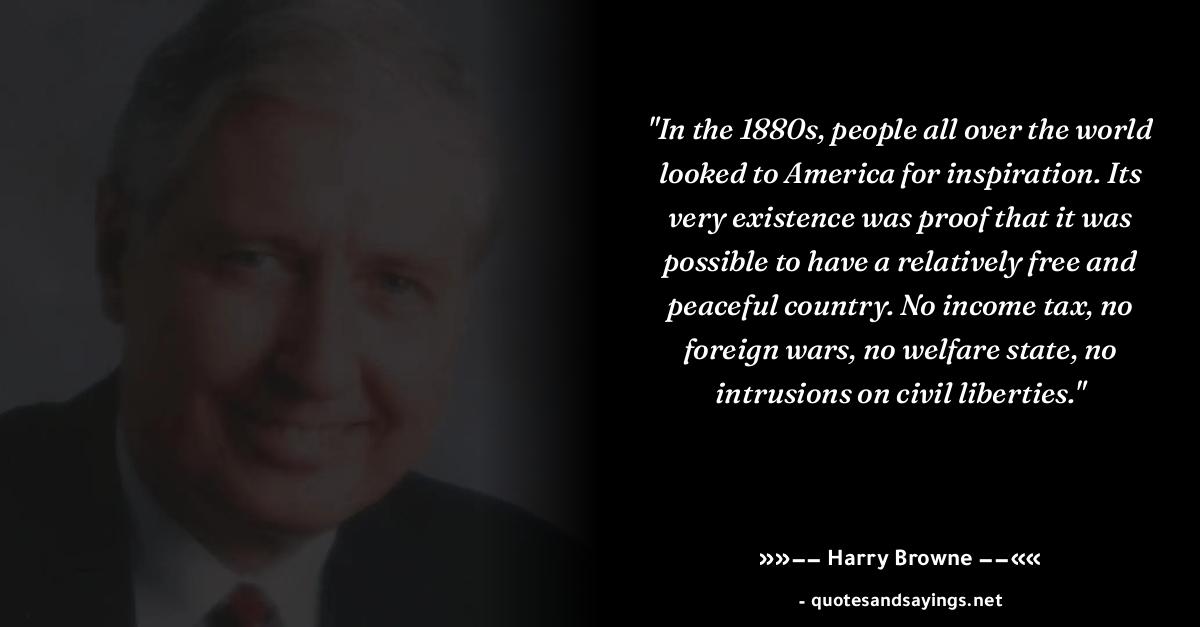 "In the 1880s, people all over the world
looked to America for inspiration. Its
very existence was proof that it was
possible to have a relatively free and
peaceful country. No income tax, no
foreign wars, no welfare state, no
intrusions on civil liberties."
»»−− Harry Browne −−««
- quotesandsayings.net